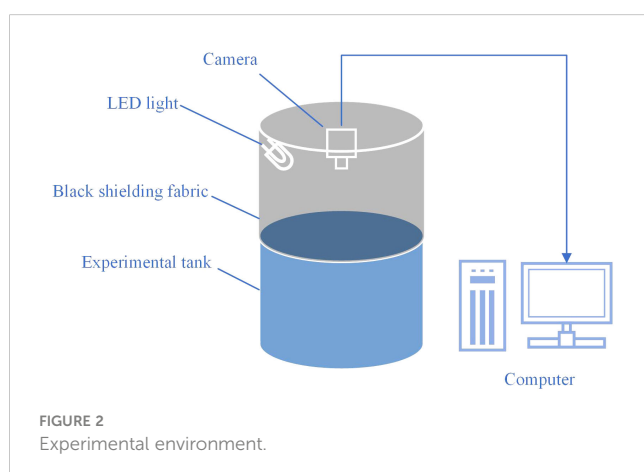 Camera
LED light
Black shielding fabric
Experimental tank
Computer
FIGURE 2
Experimental environment.